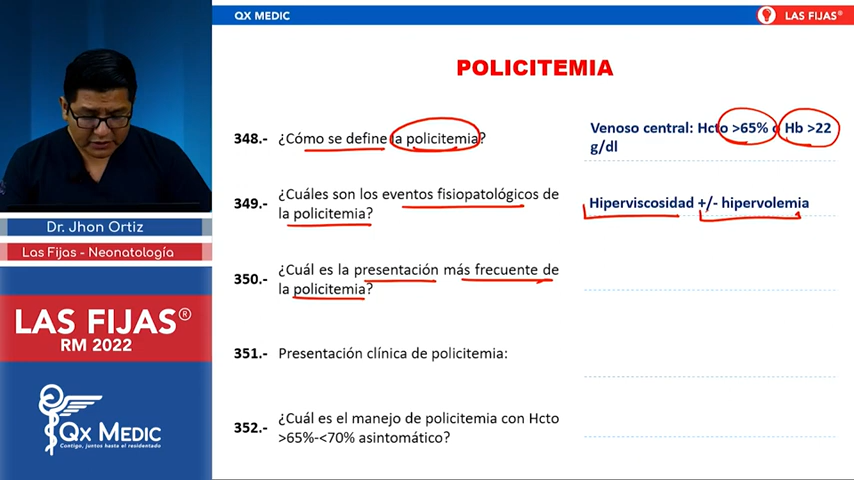 QX MEDIC
LAS FIJAS®
POLICITEMIA
348.- ¿Cómo se define la policitemia?
Venoso central: Hcto >65% o Hb >22
g/dl
349.- ¿Cuáles son los eventos fisiopatológicos de
la policitemia?
Hiperviscosidad +/- hipervolemia
350.- ¿Cuál es la presentación más frecuente de
la policitemia?
351.- Presentación clínica de policitemia:
352.- ¿Cuál es el manejo de policitemia con Hcto
>65%-<70% asintomático?
Dr. Jhon Ortiz
Las Fijas - Neonatología
LAS FIJAS®
RM 2022
QX MEDIC
Contigo, juntos hasta el residentado